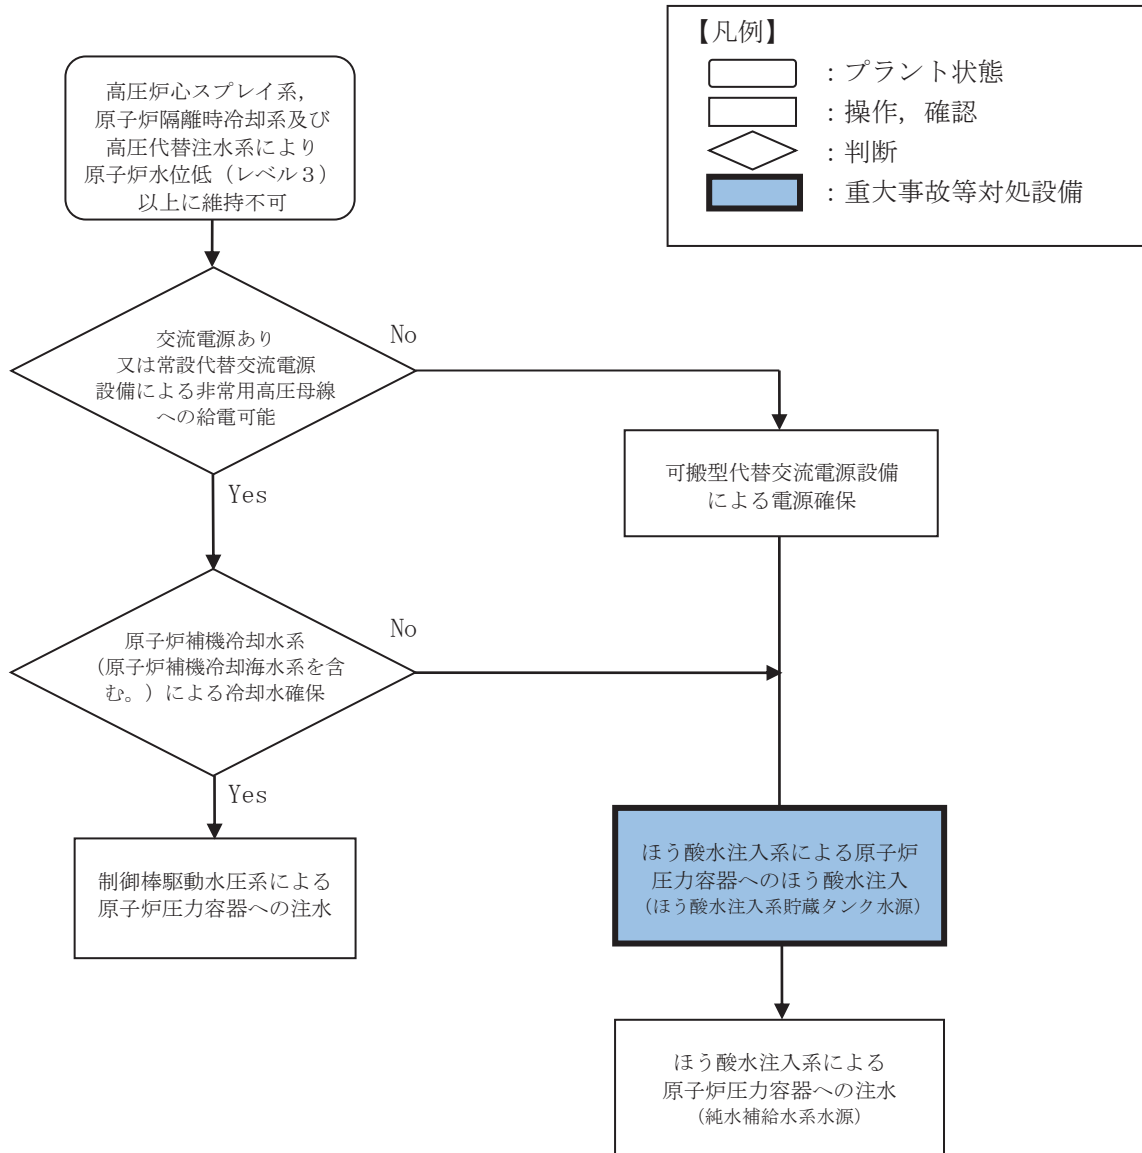 【凡例】
：プラント状態
：操作，確認
：判断
：重大事故等対処設備
高圧炉心スプレイ系，
原子炉隔離時冷却系及び
高圧代替注水系により
原子炉水位低（レベル３）
以上に維持不可
交流電源あり
又は常設代替交流電源
設備による非常用高圧母線
への給電可能
No
Yes
可搬型代替交流電源設備
による電源確保
原子炉補機冷却水系
（原子炉補機冷却海水系を含
む。）による冷却水確保
No
Yes
制御棒駆動水圧系による
原子炉圧力容器への注水
ほう酸水注入系による原子炉
圧力容器へのほう酸水注入
（ほう酸水注入系貯蔵タンク水源）
ほう酸水注入系による
原子炉圧力容器への注水
（純水補給水系水源）